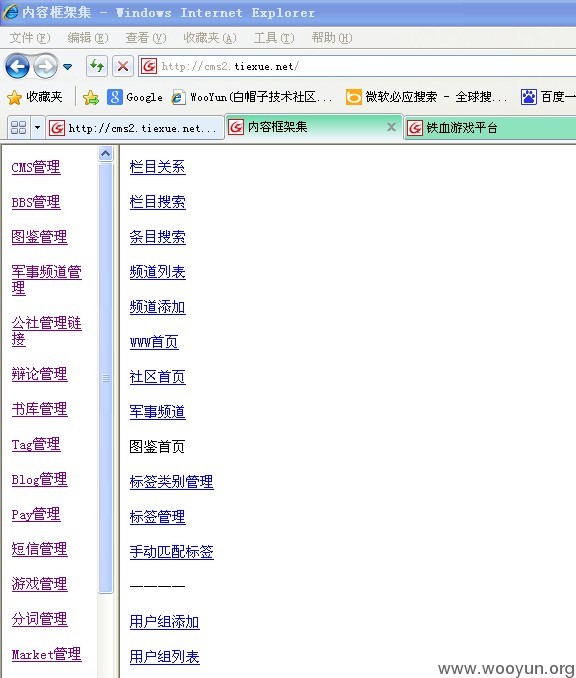 内容框架集 - Windows Internet Explorer
文件(F) 编辑(E) 查看(V) 收藏夹(A) 工具(T) 帮助(H)
http://cms2.tiexue.net/
收藏夹 Google WooYun(白帽子技术社区... 微软必应搜索 - 全球搜... 百度一
http://cms2.tiexue.net... 内容框架集 铁血游戏平台
CMS管理
BBS管理
图鉴管理
军事频道管
理
公社管理链
接
辩论管理
书库管理
Tag管理
Blog管理
Pay管理
短信管理
游戏管理
分词管理
Market管理
栏目关系
栏目搜索
条目搜索
频道列表
频道添加
www首页
社区首页
军事频道
图鉴首页
标签类别管理
标签管理
手动匹配标签
————
用户组添加
用户组列表
www.wooyun.org